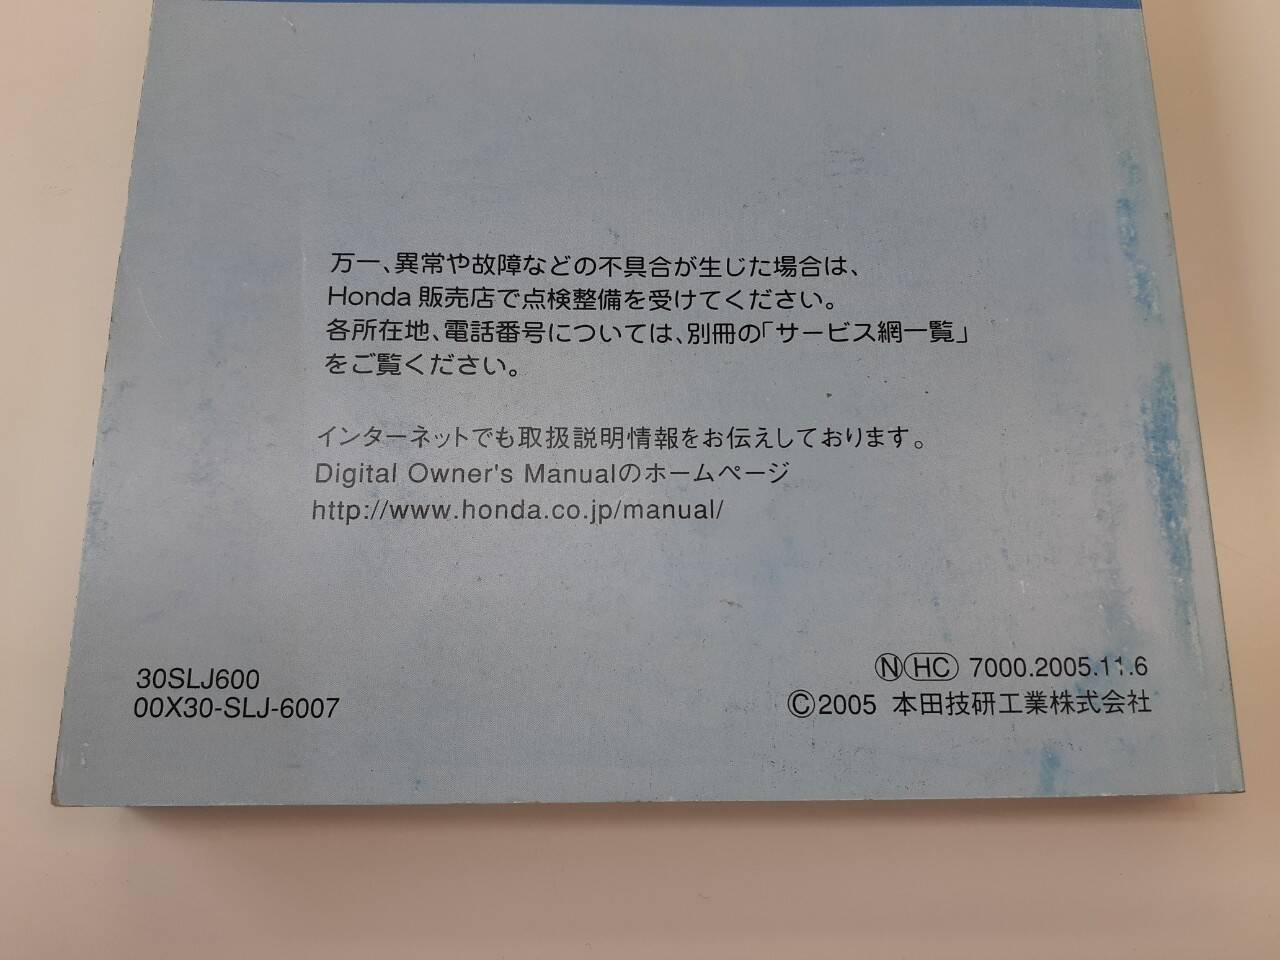 万一、異常や故障などの不具合が生じた場合は、
Honda 販売店で点検整備を受けてください。
各所在地、電話番号については、別冊の「サービス網一覧」
をご覧ください。
インターネットでも取扱説明情報をお伝えしております。
Digital Owner's Manualのホームページ
http://www.honda.co.jp/manual/
30SLJ600
00X30-SLJ-6007
Ⓝ HC 7000.2005.11.6
©2005 本田技研工業株式会社